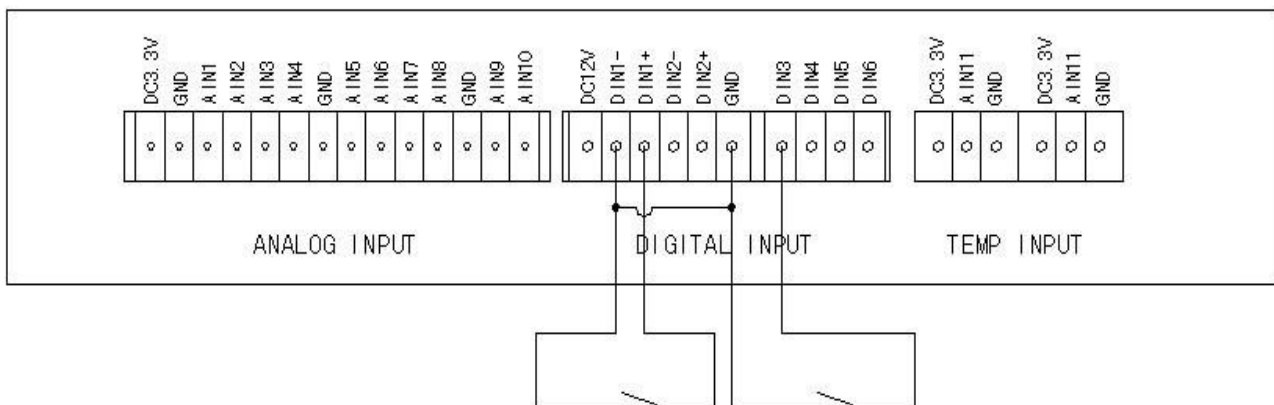 DC3.3V
GND
AIN1
AIN2
AIN3
AIN4
GND
AIN5
AIN6
AIN7
AIN8
GND
AIN9
AIN10
DC12V
DIN1-
DIN1+
DIN2-
DIN2+
GND
DIN3
DIN4
DIN5
DIN6
DC3.3V
AIN11
GND
DC3.3V
AIN11
GND
ANALOG INPUT
DIGITAL INPUT
TEMP INPUT